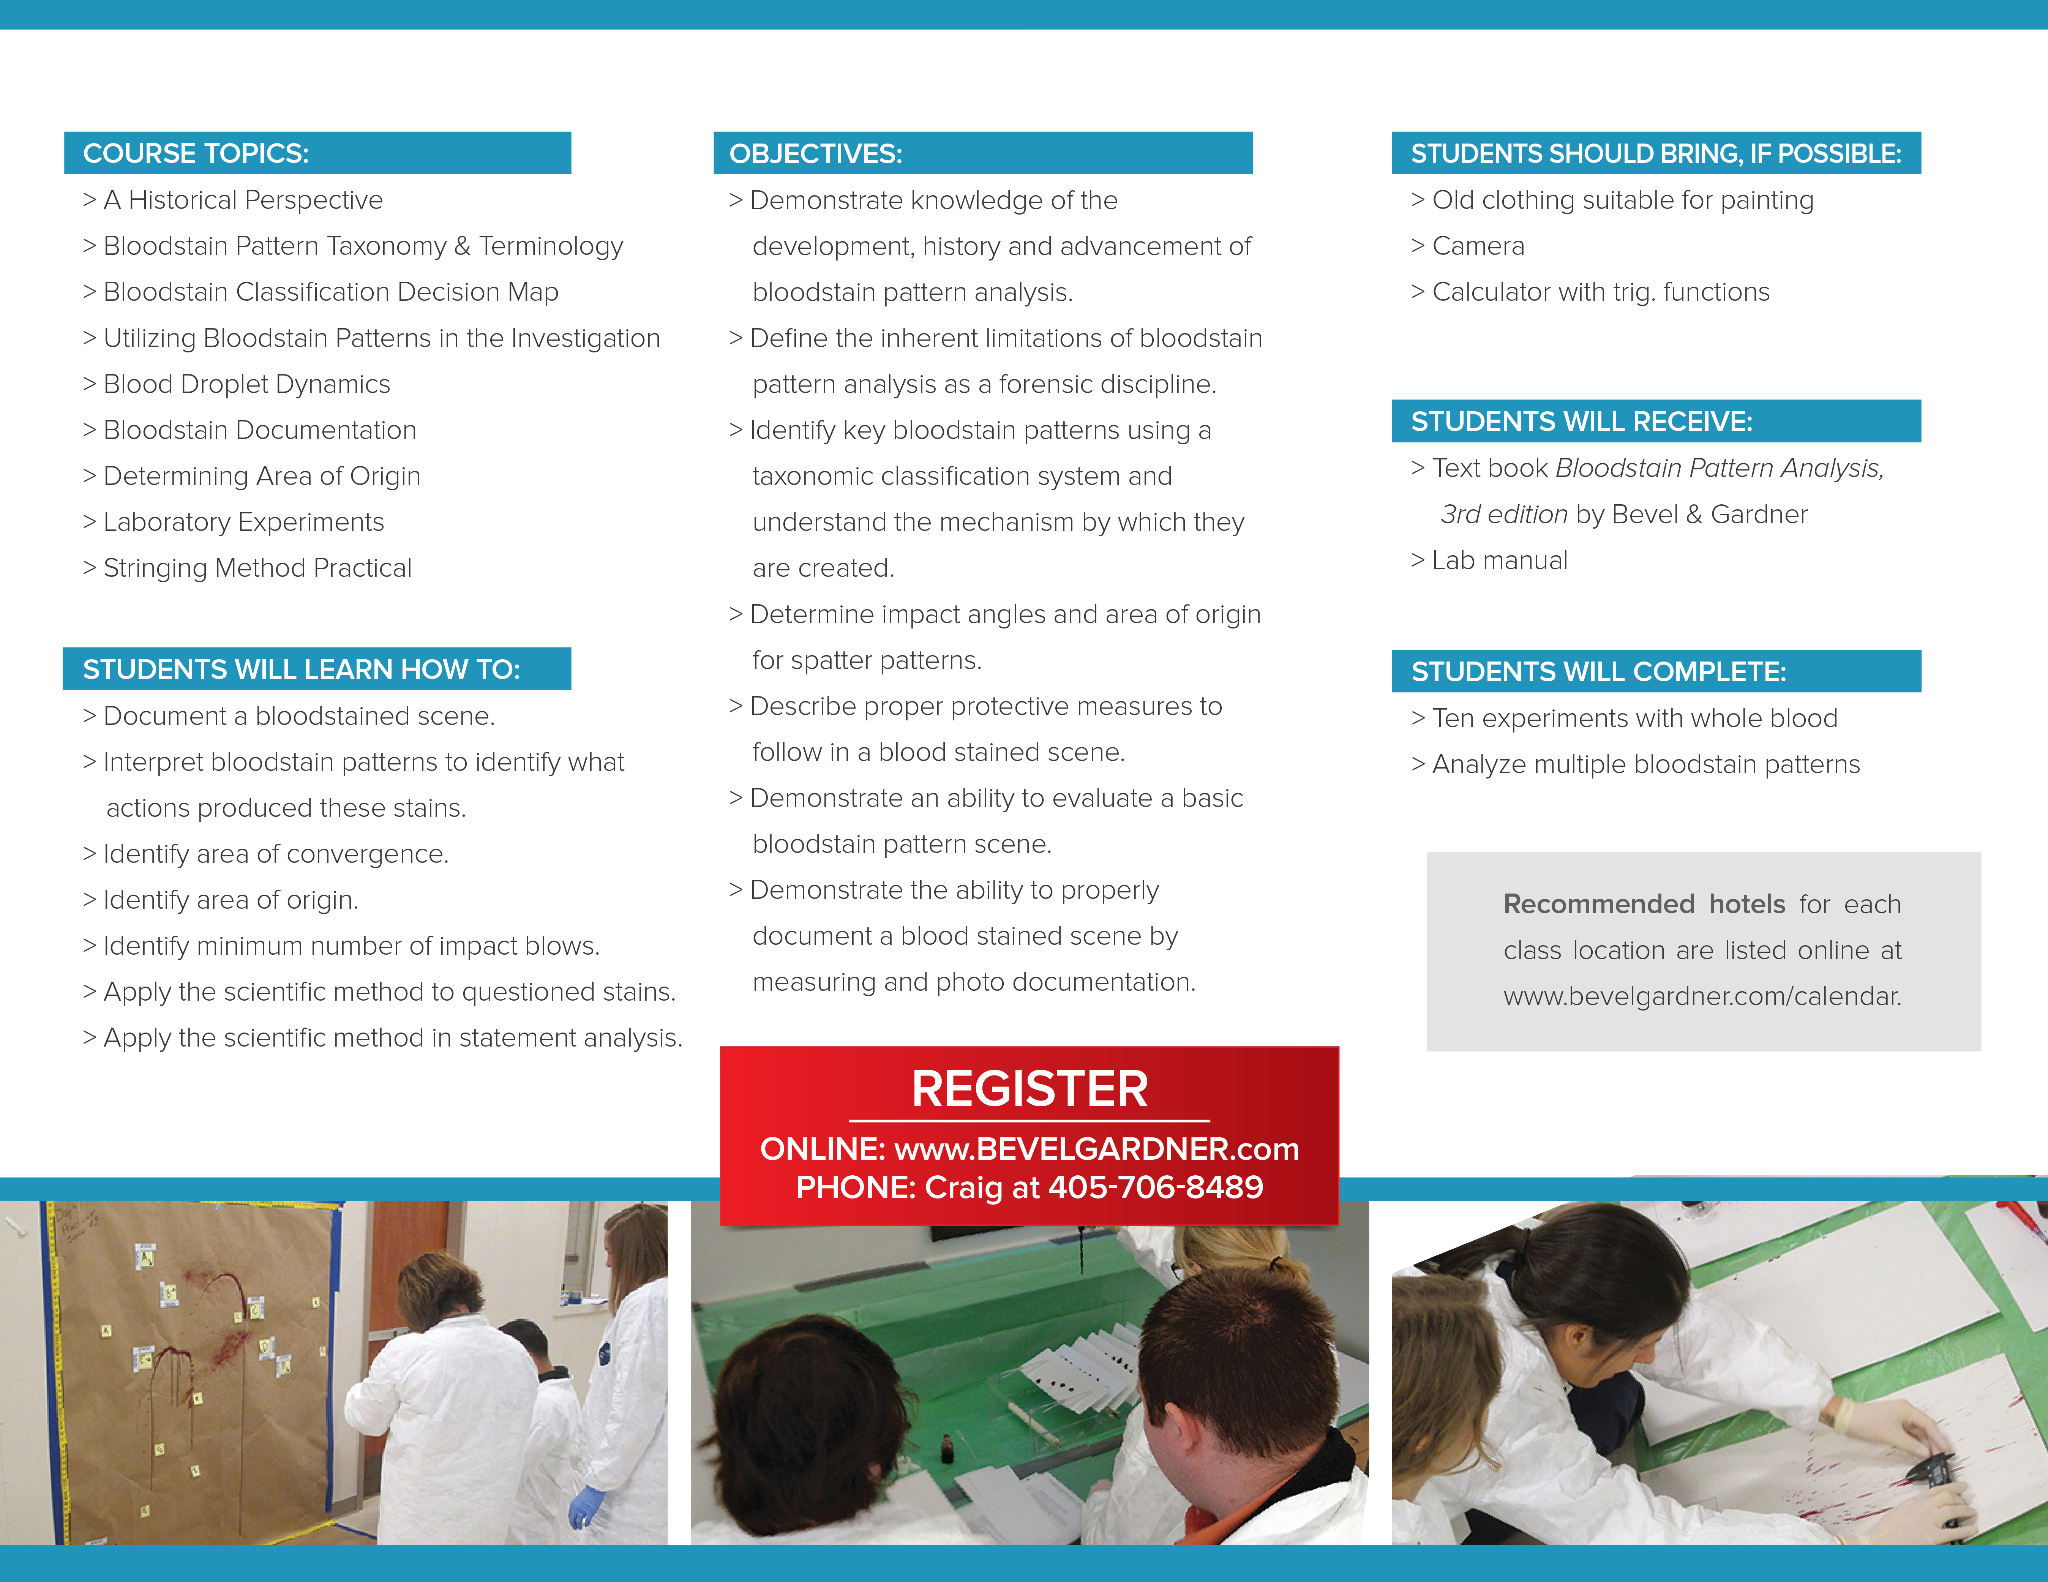 COURSE TOPICS:
> A Historical Perspective
> Bloodstain Pattern Taxonomy & Terminology
> Bloodstain Classification Decision Map
> Utilizing Bloodstain Patterns in the Investigation
> Blood Droplet Dynamics
> Bloodstain Documentation
> Determining Area of Origin
> Laboratory Experiments
> Stringing Method Practical
STUDENTS WILL LEARN HOW TO:
> Document a bloodstained scene.
> Interpret bloodstain patterns to identify what
actions produced these stains.
> Identify area of convergence.
> Identify area of origin.
> Identify minimum number of impact blows.
> Apply the scientific method to questioned stains.
> Apply the scientific method in statement analysis.
OBJECTIVES:
> Demonstrate knowledge of the
development, history and advancement of
bloodstain pattern analysis.
> Define the inherent limitations of bloodstain
pattern analysis as a forensic discipline.
> Identify key bloodstain patterns using a
taxonomic classification system and
understand the mechanism by which they
are created.
> Determine impact angles and area of origin
for spatter patterns.
> Describe proper protective measures to
follow in a blood stained scene.
> Demonstrate an ability to evaluate a basic
bloodstain pattern scene.
> Demonstrate the ability to properly
document a blood stained scene by
measuring and photo documentation.
STUDENTS SHOULD BRING, IF POSSIBLE:
> Old clothing suitable for painting
> Camera
> Calculator with trig. functions
STUDENTS WILL RECEIVE:
> Text book Bloodstain Pattern Analysis,
3rd edition by Bevel & Gardner
> Lab manual
STUDENTS WILL COMPLETE:
> Ten experiments with whole blood
> Analyze multiple bloodstain patterns
Recommended hotels for each
class location are listed online at
www.bevelgardner.com/calendar.
REGISTER
ONLINE: www.BEVELGARDNER.com
PHONE: Craig at 405-706-8489